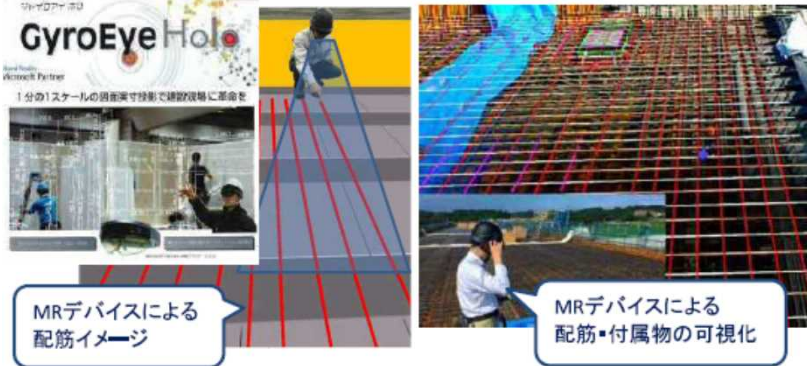 ジャイロアイ ホロ
GyroEye Holo
Microsoft Partner
1分の1スケールの図面実寸投影で建設現場に革命を
MRデバイスによる
配筋イメージ
MRデバイスによる
配筋・付属物の可視化